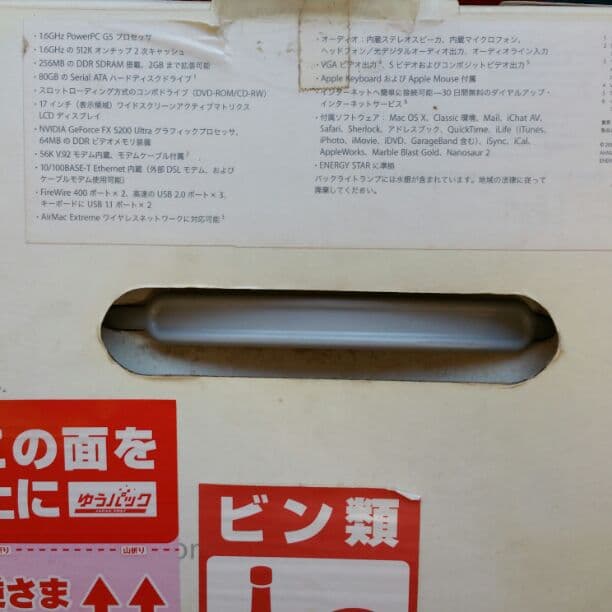 ・1.6GHz PowerPC G5 プロセッサ
・1.6GHz の 512K オンチップ 2 次キャッシュ
・256MB の DDR SDRAM 搭載、2GB まで拡張可能
・80GB の Serial ATA ハードディスクドライブ 1
・スロットローディング方式のコンボドライブ（DVD-ROM/CD-RW）
・17 インチ（表示領域）ワイドスクリーンアクティブマトリクス
LCD ディスプレイ
・NVIDIA GeForce FX 5200 Ultra グラフィックプロセッサ、
64MB の DDR ビデオメモリ装備
・56K V.92 モデム内蔵、モデムケーブル付属 2
・10/100BASE-T Ethernet 内蔵（外部 DSL モデム、および
ケーブルモデム使用可能）
・FireWire 400 ポート × 2、高速の USB 2.0 ポート × 3、
キーボードに USB 1.1 ポート × 2
・AirMac Extreme ワイヤレスネットワークに対応可能 3
・オーディオ：内蔵ステレオスピーカ、内蔵マイクロフォン、
ヘッドフォン／光デジタルオーディオ出力、オーディオライン入力
・VGA ビデオ出力 4、S ビデオおよびコンポジットビデオ出力 5
・Apple Keyboard および Apple Mouse 付属
・インターネットへ簡単に接続可能—30 日間無料のダイヤルアップ・
インターネットサービス 6
・付属ソフトウェア： Mac OS X、Classic 環境、Mail、iChat AV、
Safari、Sherlock、アドレスブック、QuickTime、iLife（iTunes、
iPhoto、iMovie、iDVD、GarageBand 含む）、iSync、iCal、
AppleWorks、Marble Blast Gold、Nanosaur 2
・ENERGY STAR に準拠
バックライトランプには水銀が含まれています。地域の法律に従って
廃棄してください。
の面を
上に ゆうパック
山折り
さま
ビン類